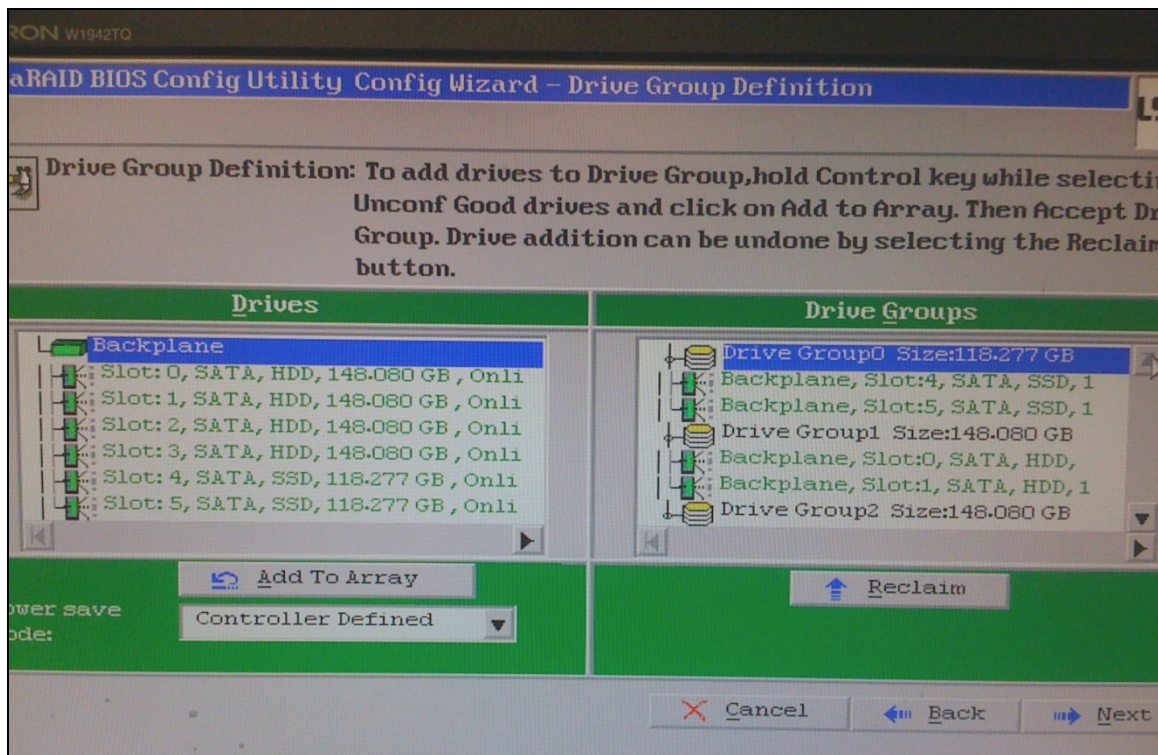 RON W1942TQ
aRAID BIOS Config Utility Config Wizard – Drive Group Definition
Drive Group Definition: To add drives to Drive Group,hold Control key while selectin
Unconf Good drives and click on Add to Array. Then Accept Dr
Group. Drive addition can be undone by selecting the Reclaim
button.
Drives
Backplane
Slot: 0, SATA, HDD, 148.080 GB , Onli
Slot: 1, SATA, HDD, 148.080 GB , Onli
Slot: 2, SATA, HDD, 148.080 GB , Onli
Slot: 3, SATA, HDD, 148.080 GB , Onli
Slot: 4, SATA, SSD, 118.277 GB , Onli
Slot: 5, SATA, SSD, 118.277 GB , Onli
Add To Array
ower save
ode:
Controller Defined
Drive Groups
Drive Group0 Size:118.277 GB
Backplane, Slot:4, SATA, SSD, 1
Backplane, Slot:5, SATA, SSD, 1
Drive Group1 Size:148.080 GB
Backplane, Slot:0, SATA, HDD,
Backplane, Slot:1, SATA, HDD, 1
Drive Group2 Size:148.080 GB
Reclaim
Cancel
Back
Next